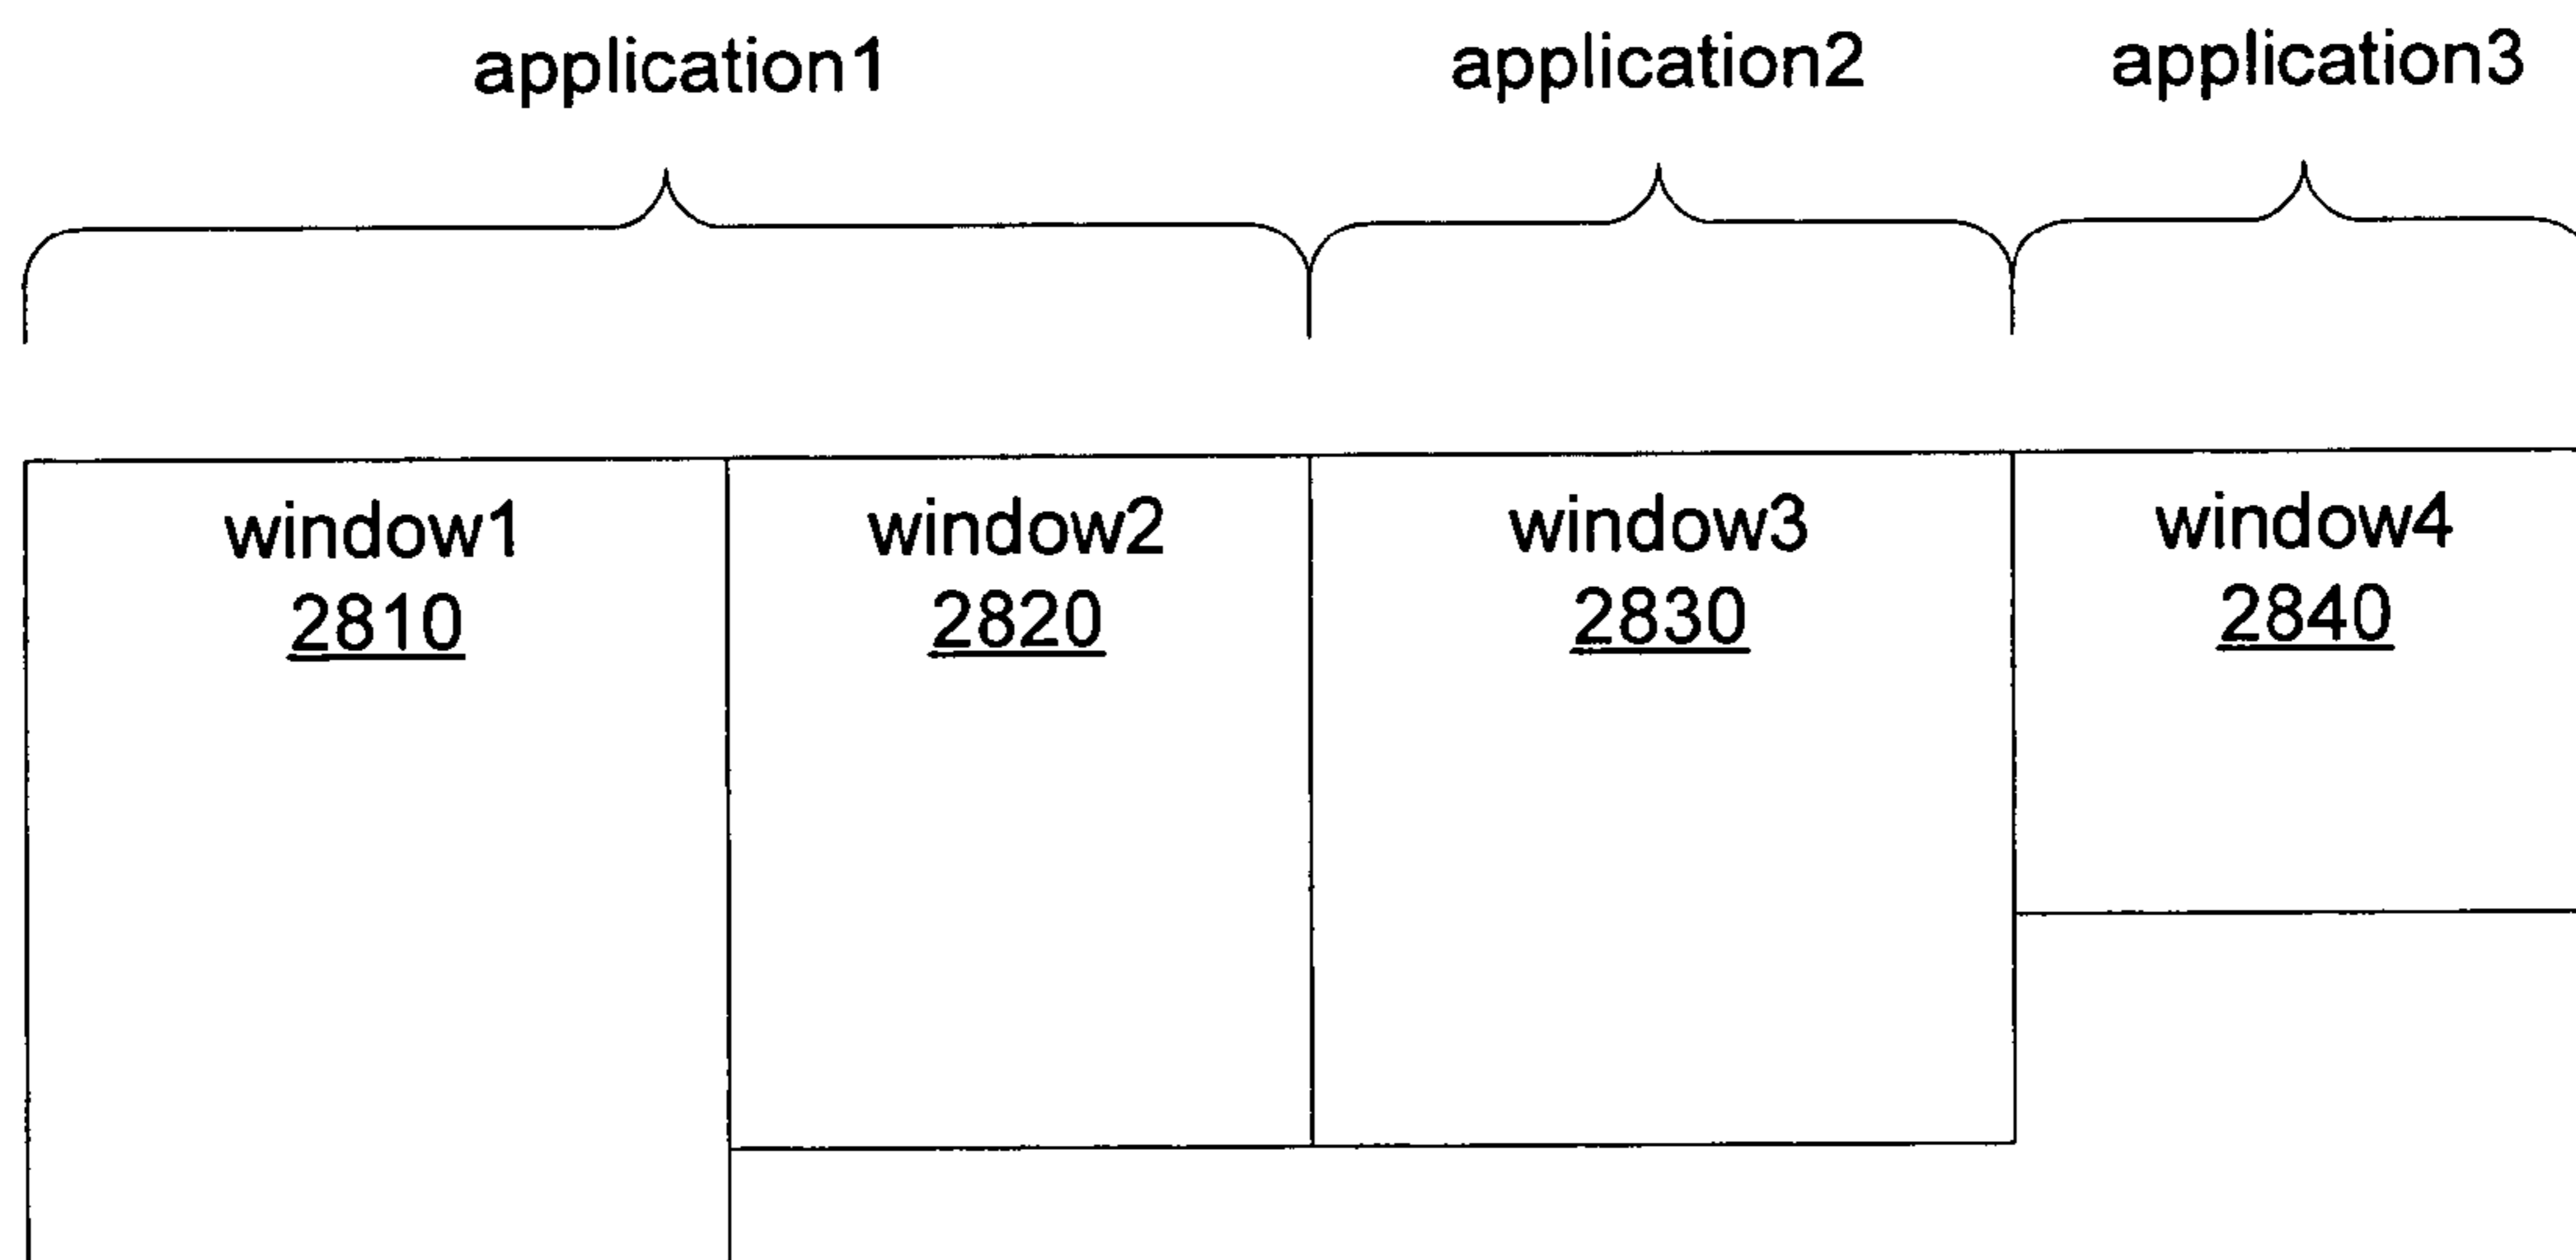 application1 application2 application3
window1 window2 window3 window4
2810 2820 2830 2840